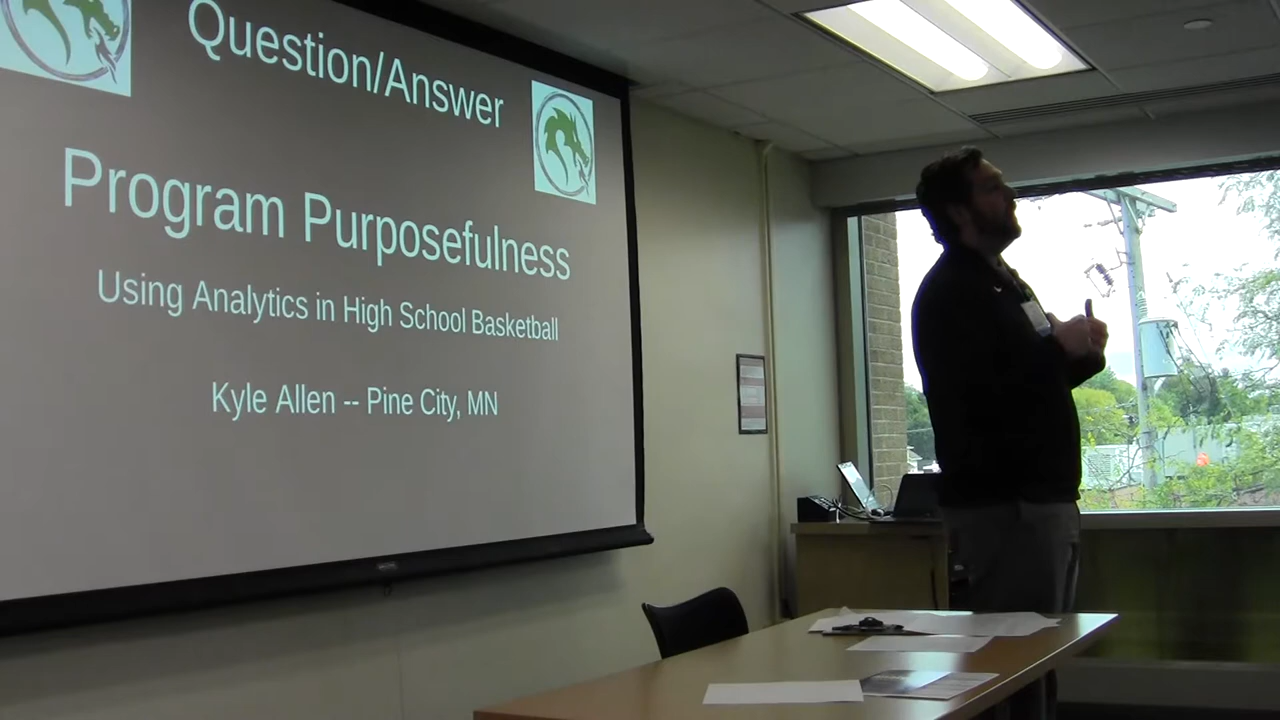 Question/Answer
Program Purposefulness
Using Analytics in High School Basketball
Kyle Allen -- Pine City, MN